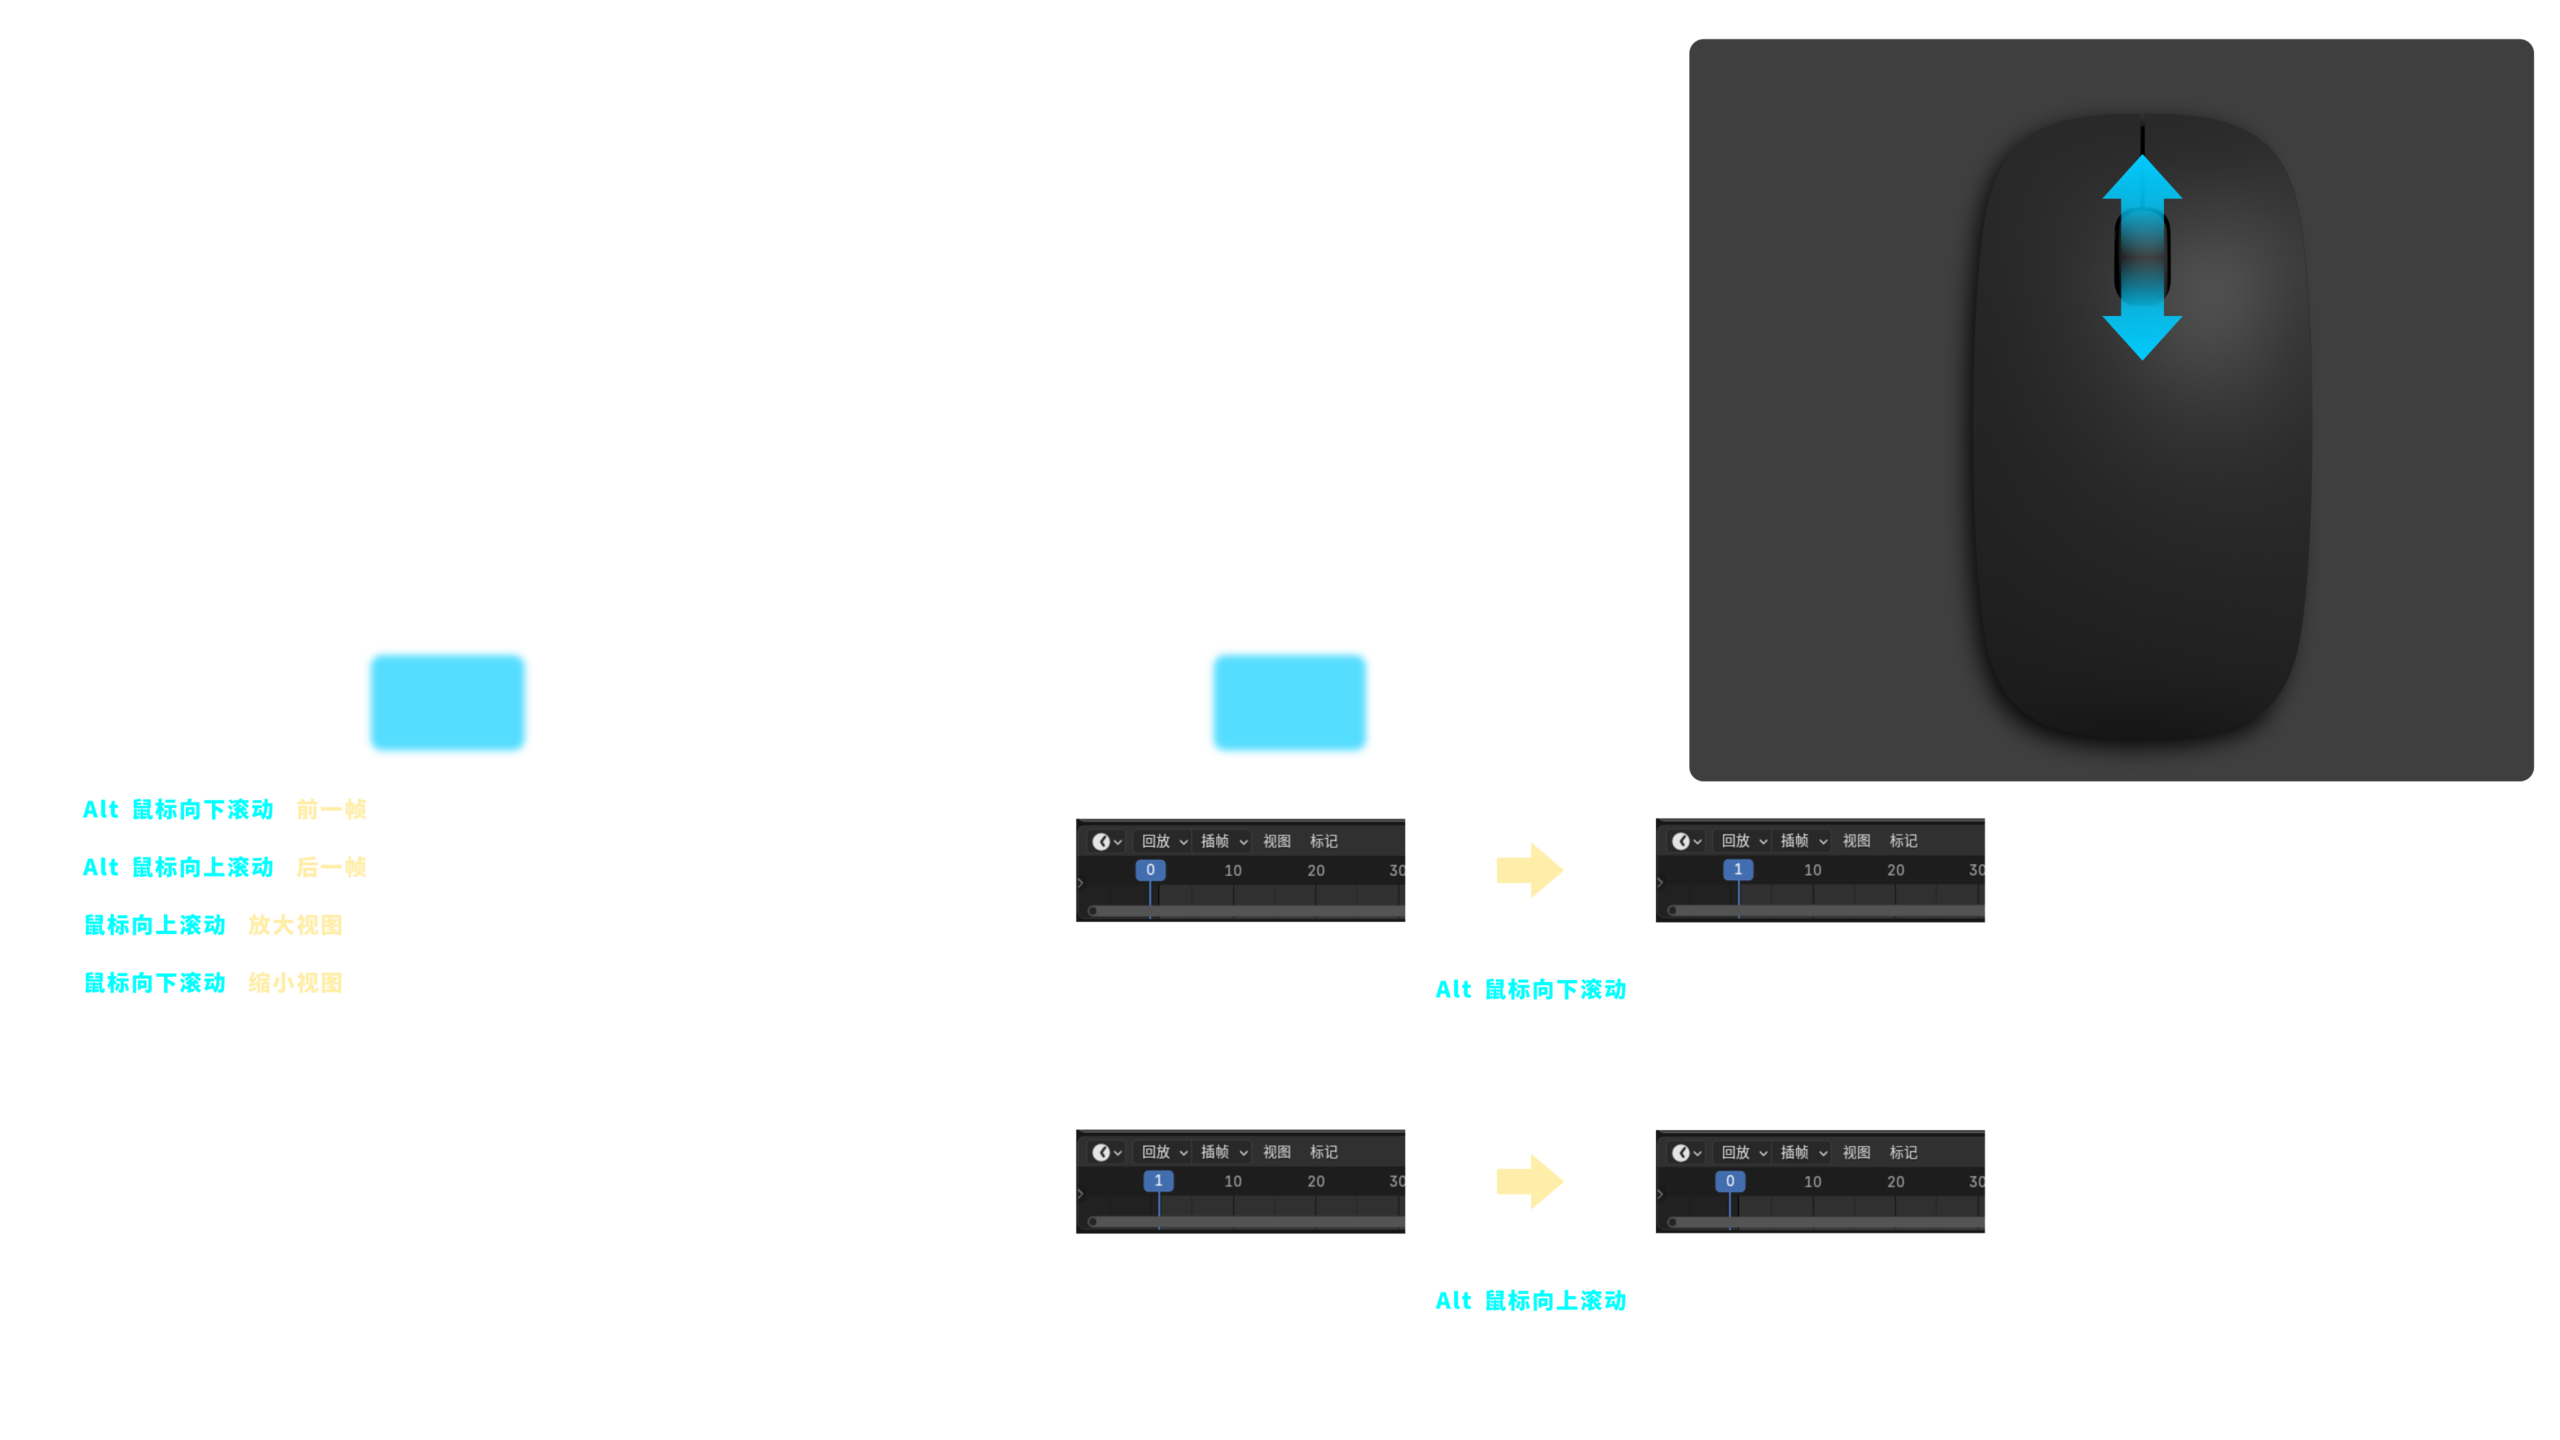 Alt 鼠标向下滚动 前一帧
Alt 鼠标向上滚动 后一帧
鼠标向上滚动 放大视图
鼠标向下滚动 缩小视图
回放 插帧 视图 标记
0 10 20 30
回放 插帧 视图 标记
1 10 20 30
Alt 鼠标向下滚动
回放 插帧 视图 标记
1 10 20 30
回放 插帧 视图 标记
0 10 20 30
Alt 鼠标向上滚动